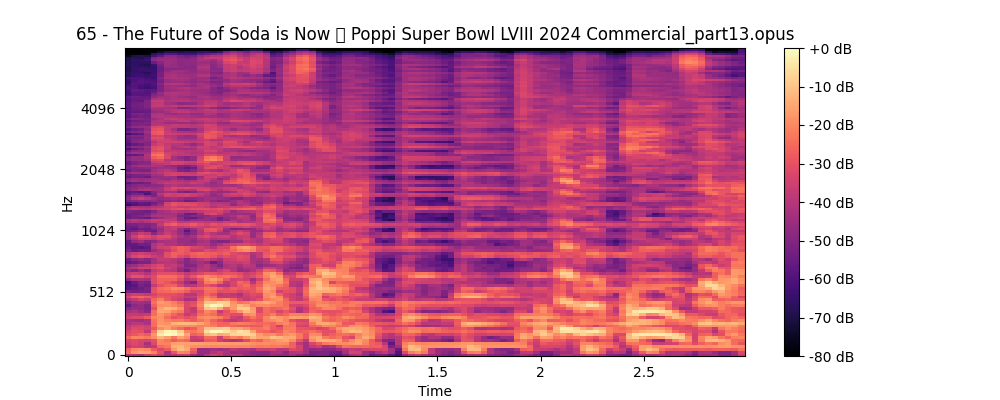 65 - The Future of Soda is Now  Poppi Super Bowl LVIII 2024 Commercial_part13.opus
+0 dB
4096
-10 dB
-20 dB
2048
-30 dB
Hz
1024
-40 dB
-50 dB
512
-60 dB
-70 dB
0
-80 dB
0 0.5 1 1.5 2 2.5
Time